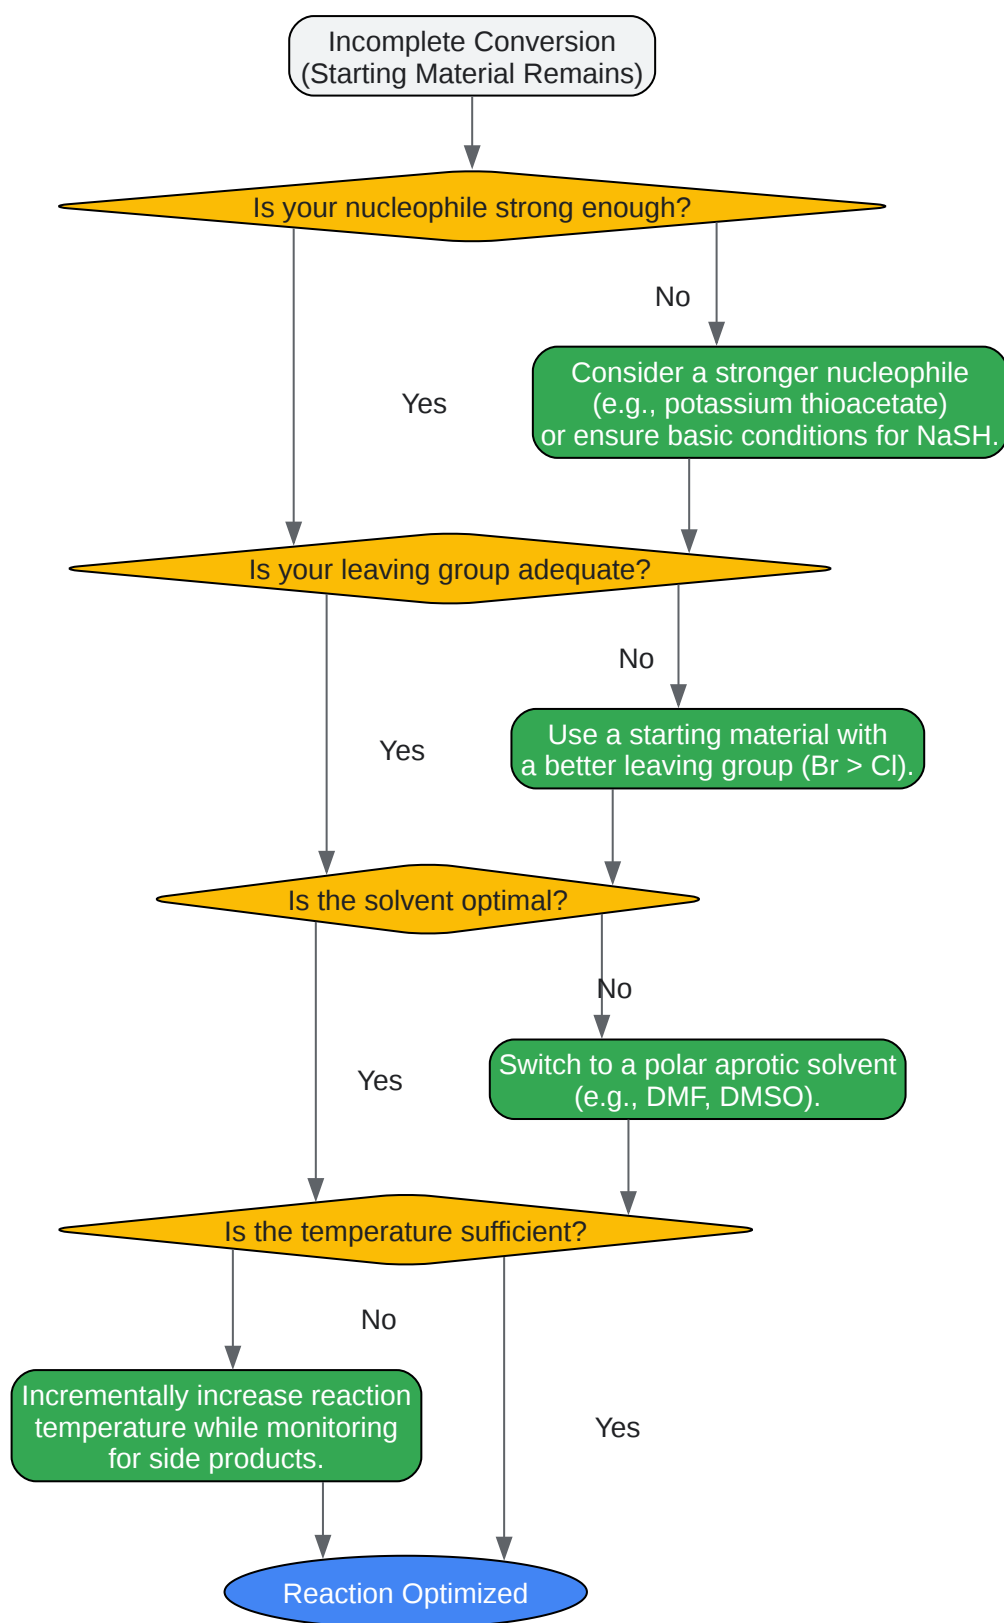 Incomplete Conversion
(Starting Material Remains)
Is your nucleophile strong enough?
No
Consider a stronger nucleophile
(e.g., potassium thioacetate)
or ensure basic conditions for NaSH.
Yes
Is your leaving group adequate?
No
Use a starting material with
a better leaving group (Br > Cl).
Yes
Is the solvent optimal?
No
Switch to a polar aprotic solvent
(e.g., DMF, DMSO).
Yes
Is the temperature sufficient?
No
Incrementally increase reaction
temperature while monitoring
for side products.
Yes
Reaction Optimized